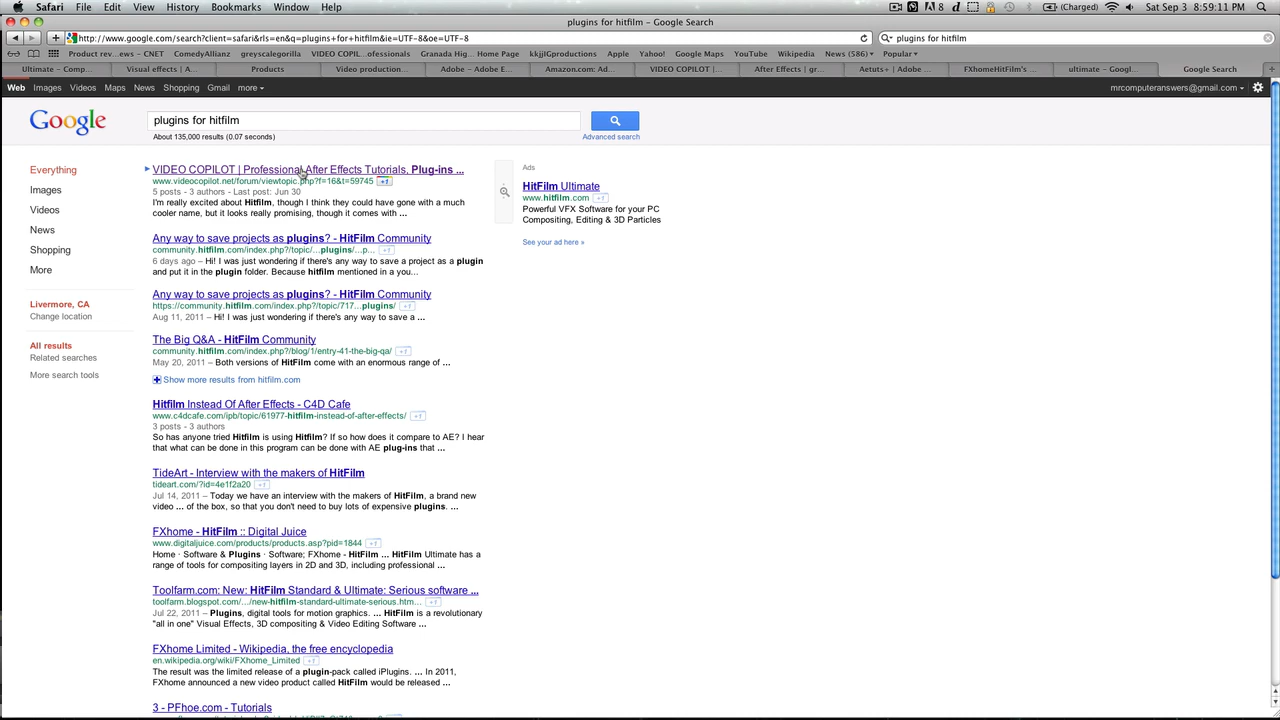 Safari File Edit View History Bookmarks Window Help (Charged) Sat Sep 3 8:59:11 PM
plugins for hitfilm – Google Search
http://www.google.com/search?client=safari&rls=en&q=plugins+for+hitfilm&ie=UTF-8&oe=UTF-8 plugins for hitfilm
Product rev...ews – CNET ComedyAlliance greyscalegorilla VIDEO COPIL...ofessional Granada Hig... Home Page kkjjlGproductions Apple Yahoo! Google Maps YouTube Wikipedia News (586) Popular
Ultimate – Comp... Visual effects | A... Products Video production... Adobe – Adobe E... Amazon.com: Ad... VIDEO COPILOT |... After Effects | gr... Aetuts+ | Adobe ... FXhomeHitFilm's ... ultimate – Googl... Google Search
Web Images Videos Maps News Shopping Gmail more mrcomputeranswers@gmail.com
Google plugins for hitfilm
About 135,000 results (0.07 seconds) Advanced search
Everything
Images
Videos
News
Shopping
More
Livermore, CA
Change location
All results
Related searches
More search tools
VIDEO COPILOT | Professional After Effects Tutorials, Plug-ins ...
www.videocopilot.net/forum/viewtopic.php?f=16&t=59745 +1
5 posts - 3 authors - Last post: Jun 30
I'm really excited about Hitfilm, though I think they could have gone with a much
cooler name, but it looks really promising, though it comes with ...
Any way to save projects as plugins? - HitFilm Community
community.hitfilm.com/index.php?/topic/...plugins/...p... +1
6 days ago – Hi! I was just wondering if there's any way to save a project as a plugin
and put it in the plugin folder. Because hitfilm mentioned in a you...
Any way to save projects as plugins? - HitFilm Community
https://community.hitfilm.com/index.php?/topic/717...plugins/ +1
Aug 11, 2011 – Hi! I was just wondering if there's any way to save a ...
The Big Q&A - HitFilm Community
community.hitfilm.com/index.php?/blog/1/entry-41-the-big-qa/ +1
May 20, 2011 – Both versions of HitFilm come with an enormous range of ...
Show more results from hitfilm.com
Hitfilm Instead Of After Effects - C4D Cafe
www.c4dcafe.com/ipb/topic/61977-hitfilm-instead-of-after-effects/ +1
3 posts - 3 authors
So has anyone tried Hitfilm is using Hitfilm? If so how does it compare to AE? I hear
that what can be done in this program can be done with AE plug-ins that ...
TideArt - Interview with the makers of HitFilm
tideart.com/?id=4e1f2a20 +1
Jul 14, 2011 – Today we have an interview with the makers of HitFilm, a brand new
video ... of the box, so that you don't need to buy lots of expensive plugins. ...
FXhome - HitFilm :: Digital Juice
www.digitaljuice.com/products/products.asp?pid=1844 +1
Home · Software & Plugins · Software; FXhome - HitFilm ... HitFilm Ultimate has a
range of tools for compositing layers in 2D and 3D, including professional ...
Toolfarm.com: New: HitFilm Standard & Ultimate: Serious software ...
toolfarm.blogspot.com/.../new-hitfilm-standard-ultimate-serious.htm... +1
Jul 22, 2011 – Plugins, digital tools for motion graphics. ... HitFilm is a revolutionary
"all in one" Visual Effects, 3D compositing & Video Editing Software ...
FXhome Limited - Wikipedia, the free encyclopedia
en.wikipedia.org/wiki/FXhome_Limited +1
The result was the limited release of a plugin-pack called iPlugins. ... In 2011,
FXhome announced a new video product called HitFilm would be released ...
3 - PFhoe.com - Tutorials
Ads
HitFilm Ultimate
www.hitfilm.com +1
Powerful VFX Software for your PC
Compositing, Editing & 3D Particles
See your ad here »